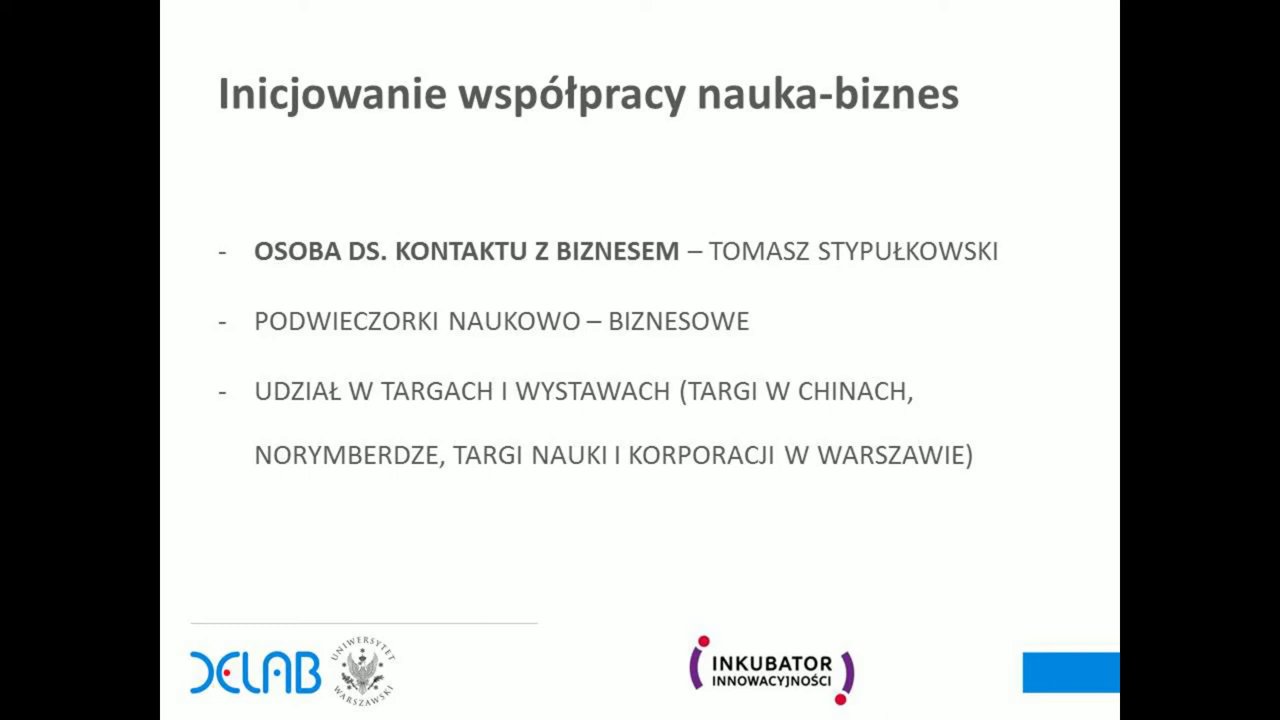 Inicjowanie współpracy nauka-biznes
- OSOBA DS. KONTAKTU Z BIZNESEM – TOMASZ STYPUŁKOWSKI
- PODWIECZORKI NAUKOWO – BIZNESOWE
- UDZIAŁ W TARGACH I WYSTAWACH (TARGI W CHINACH,
NORYMBERDZE, TARGI NAUKI I KORPORACJI W WARSZAWIE)
DELAB
UNIWERSYTET
WARSZAWSKI
INKUBATOR
INNOWACYJNOŚCI